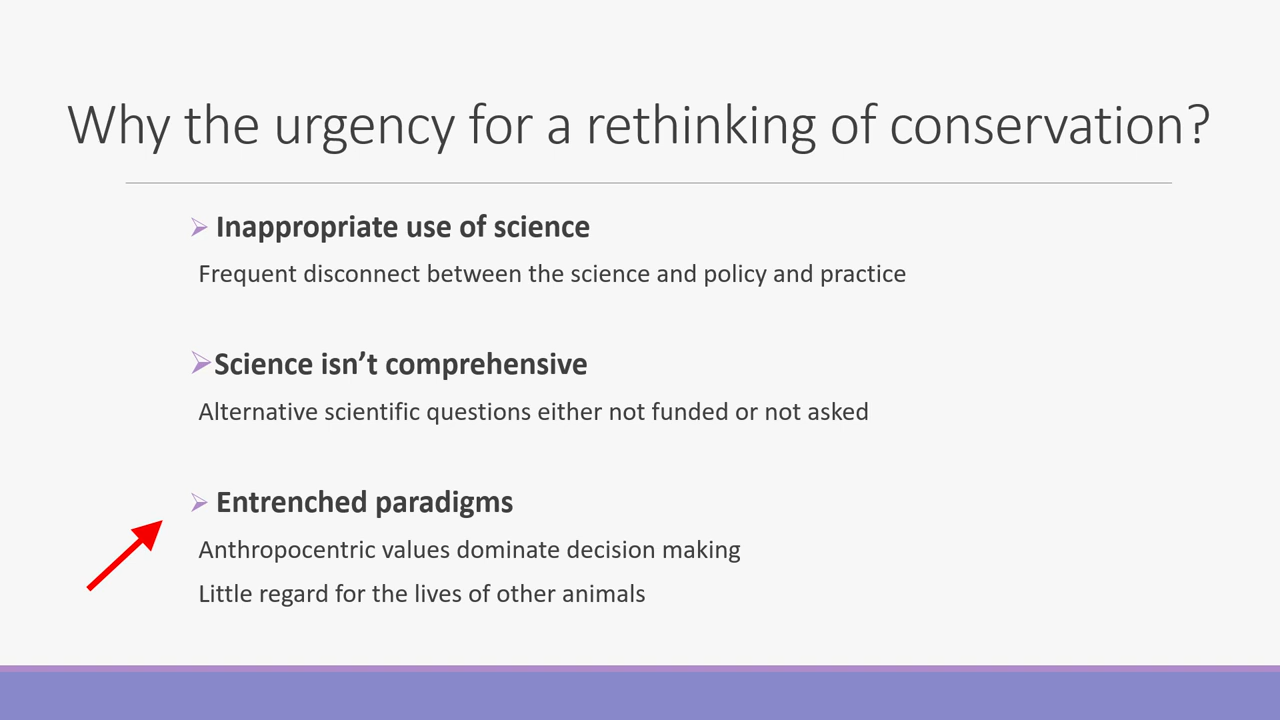 Why the urgency for a rethinking of conservation?
Inappropriate use of science
Frequent disconnect between the science and policy and practice
Science isn’t comprehensive
Alternative scientific questions either not funded or not asked
Entrenched paradigms
Anthropocentric values dominate decision making
Little regard for the lives of other animals